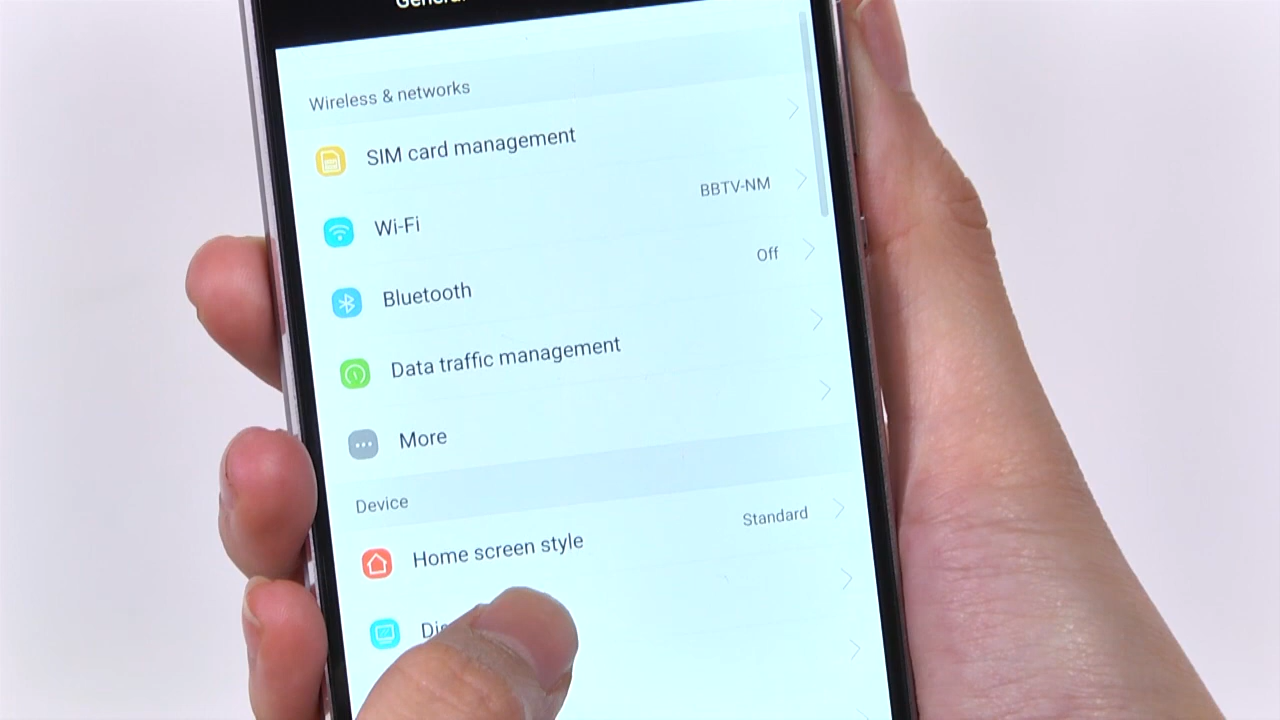 Wireless & networks
SIM card management
Wi-Fi BBTV-NM
Bluetooth Off
Data traffic management
More
Device
Home screen style Standard